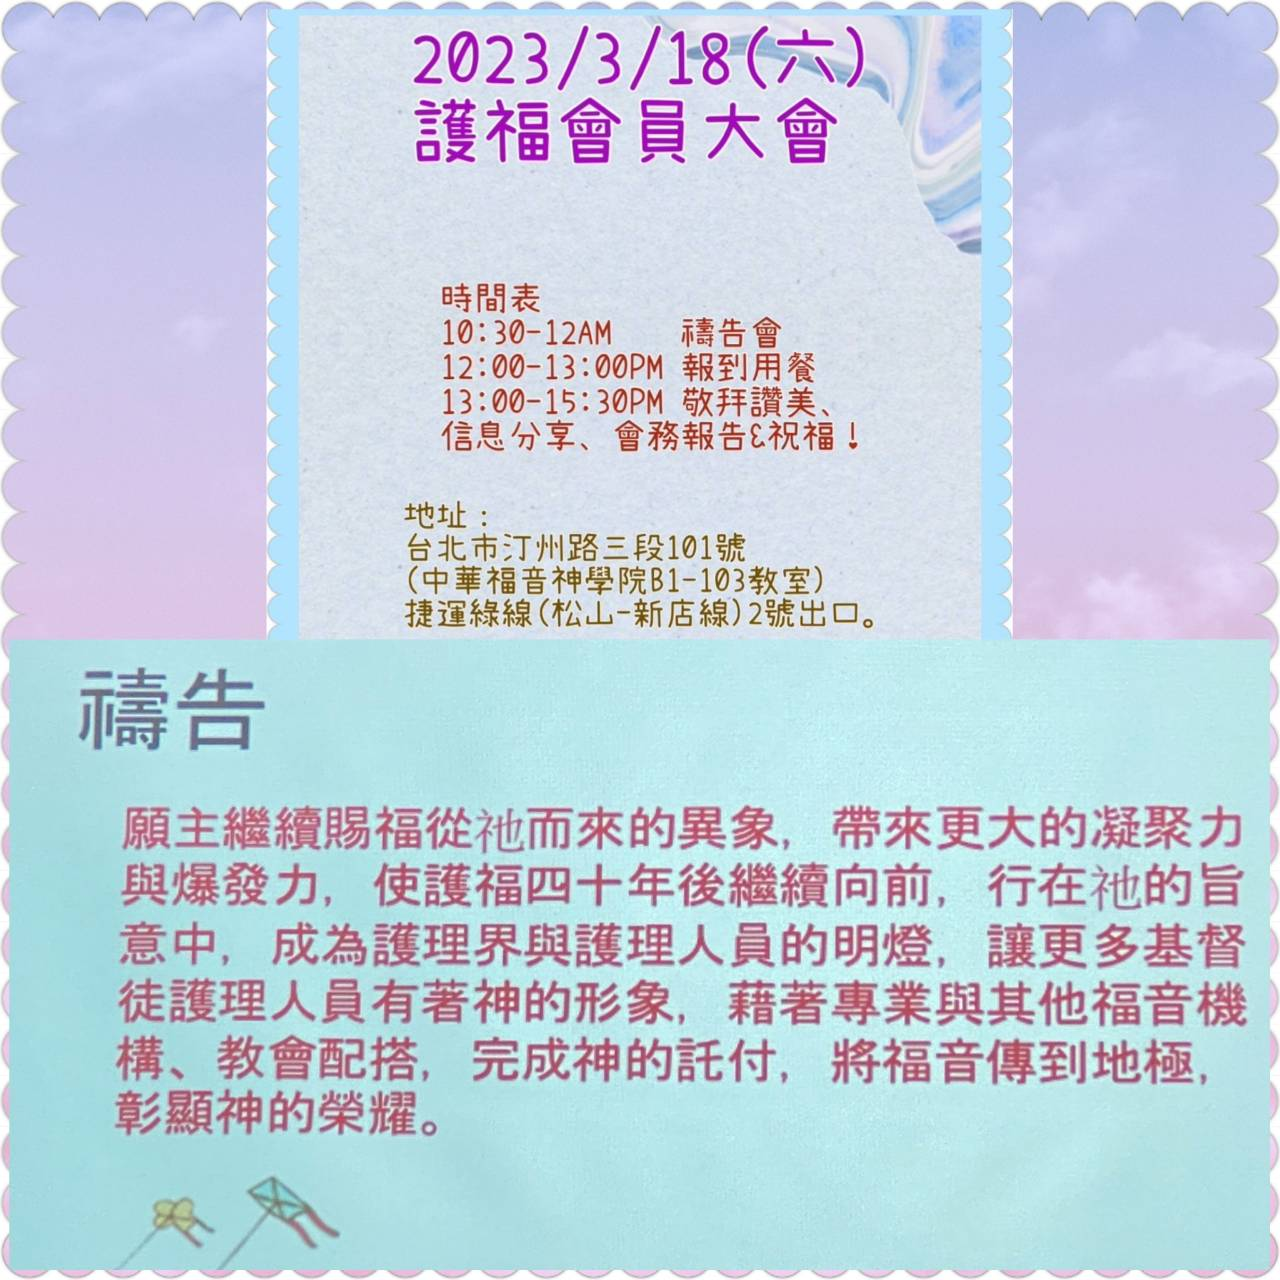 2023/3/18(六)
護福會員大會
時間表
10:30-12AM 禱告會
12:00-13:00PM 報到用餐
13:00-15:30PM 敬拜讚美、
信息分享、會務報告&祝福!
地址:
台北市汀州路三段101號
(中華福音神學院B1-103教室)
捷運綠線(松山-新店線)2號出口。
禱告
願主繼續賜福從祂而來的異象,帶來更大的凝聚力
與爆發力,使護福四十年後繼續向前,行在祂的旨
意中,成為護理界與護理人員的明燈,讓更多基督
徒護理人員有著神的形象,藉著專業與其他福音機
構、教會配搭,完成神的託付,將福音傳到地極,
彰顯神的榮耀。